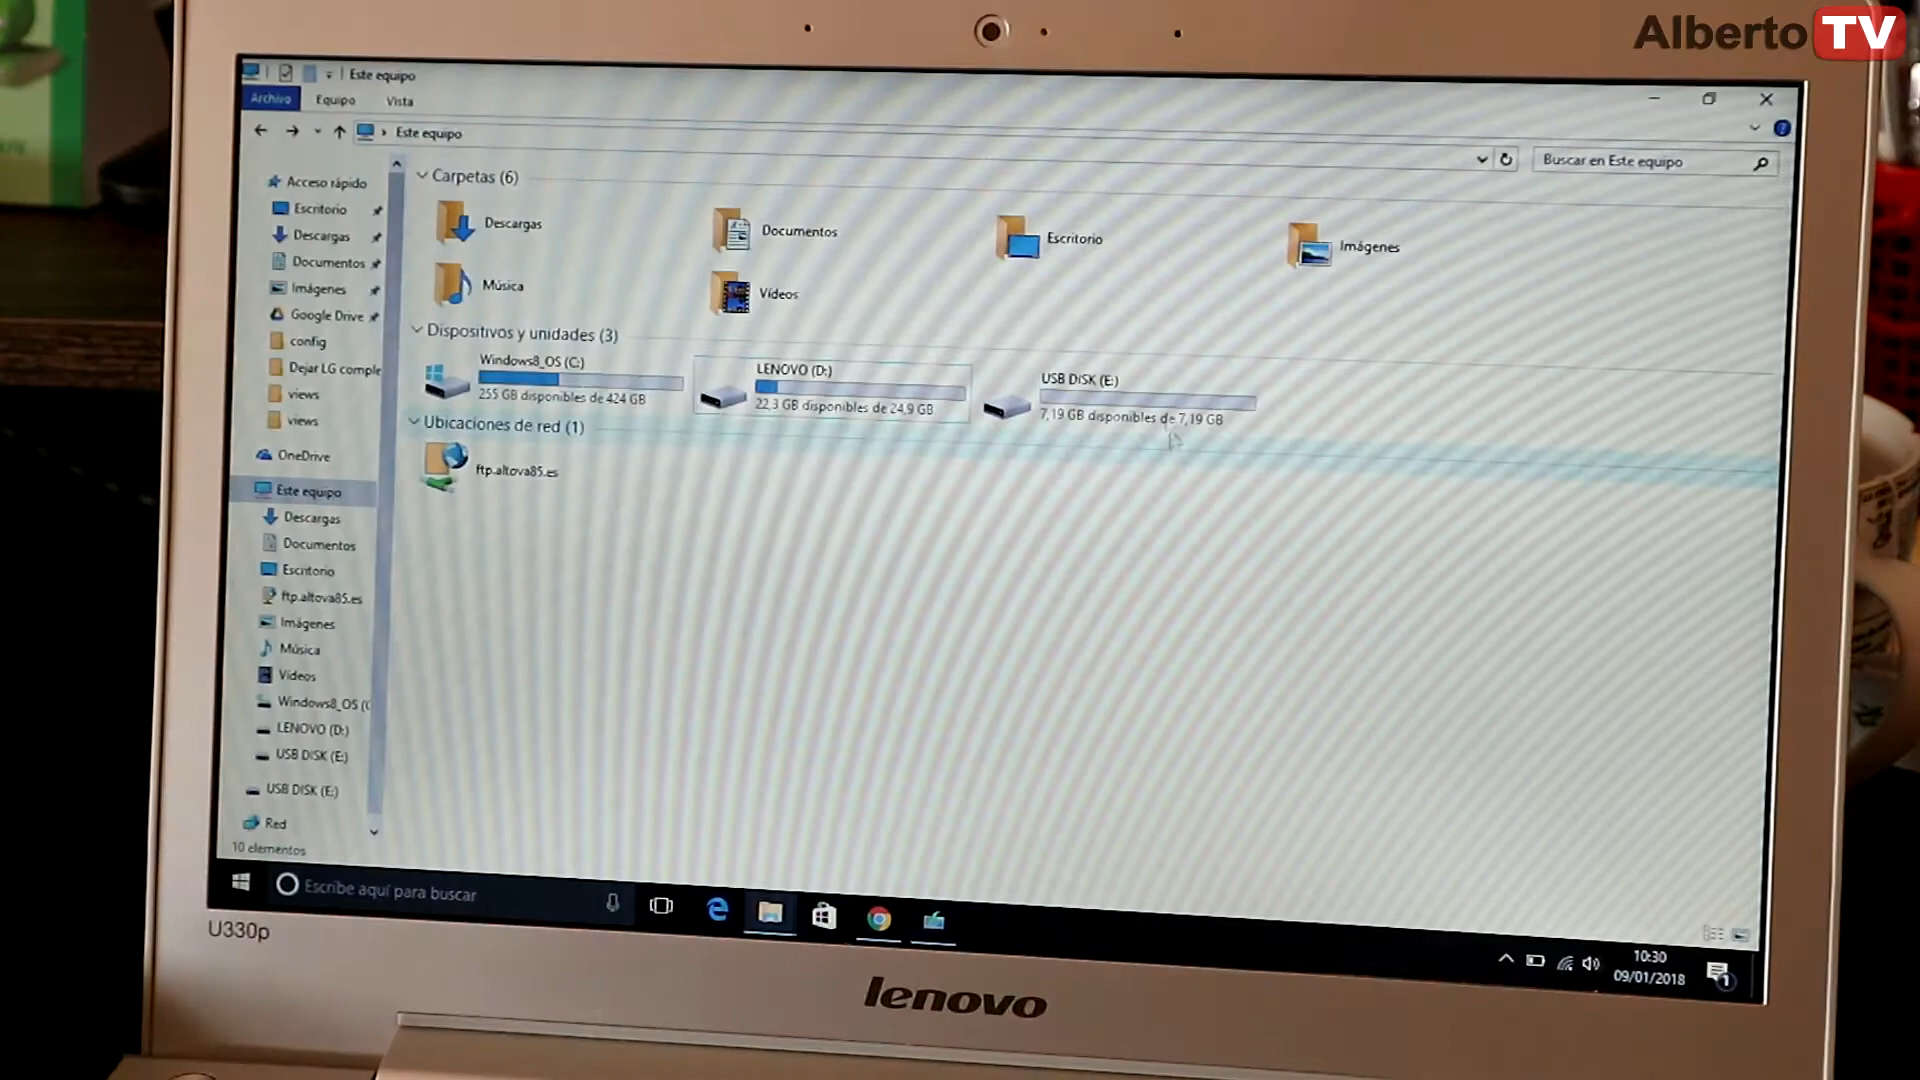 AlbertoTV
Este equipo
Archivo Equipo Vista
Este equipo
Buscar en Este equipo
Acceso rápido
Escritorio
Descargas
Documentos
Imágenes
Google Drive
config
Dejar LG comple
views
views
OneDrive
Este equipo
Descargas
Documentos
Escritorio
ftp.altova85.es
Imágenes
Música
Vídeos
Windows8_OS (C
LENOVO (D:)
USB DISK (E:)
USB DISK (E:)
Red
10 elementos
Carpetas (6)
Descargas
Documentos
Escritorio
Imágenes
Música
Vídeos
Dispositivos y unidades (3)
Windows8_OS (C:)
255 GB disponibles de 424 GB
LENOVO (D:)
22,3 GB disponibles de 24,9 GB
USB DISK (E:)
7,19 GB disponibles de 7,19 GB
Ubicaciones de red (1)
ftp.altova85.es
Escribe aquí para buscar
10:30
09/01/2018
1
U330p
lenovo